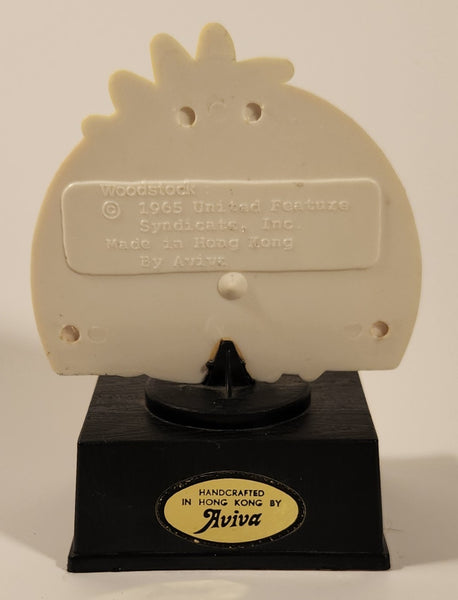 Woodstock
© 1965 United Feature
Syndicate, Inc.
Made in Hong Kong
By Aviva
HANDCRAFTED
IN HONG KONG BY
Aviva